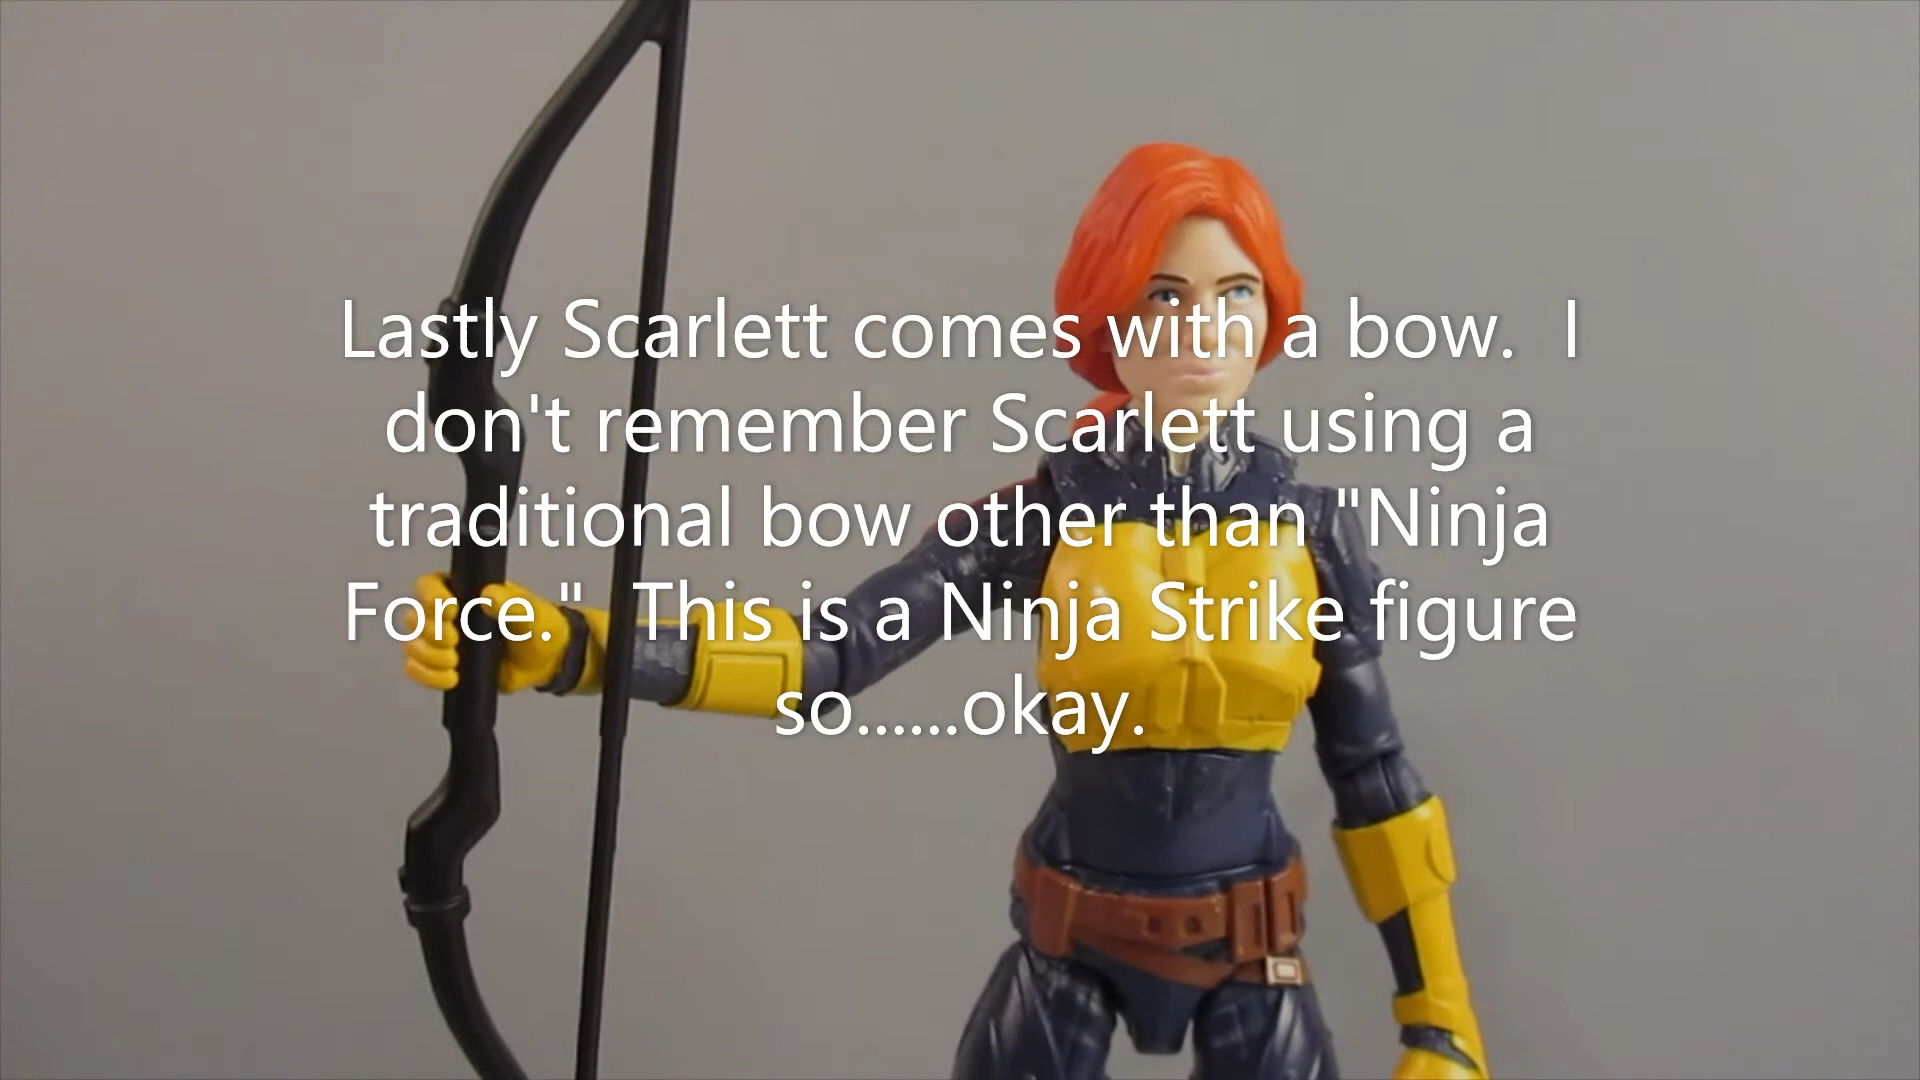 Lastly Scarlett comes with a bow.  I
don't remember Scarlett using a
traditional bow other than "Ninja
Force."  This is a Ninja Strike figure
so......okay.